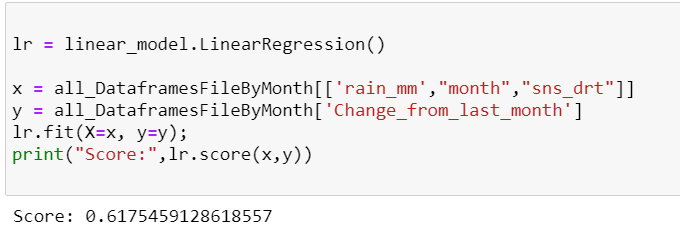 lr = linear_model.LinearRegression()
x = all_DataframesFileByMonth[['rain_mm',"month","sns_drt"]]
y = all_DataframesFileByMonth['Change_from_last_month']
lr.fit(X=x, y=y);
print("Score:",lr.score(x,y))
Score: 0.6175459128618557